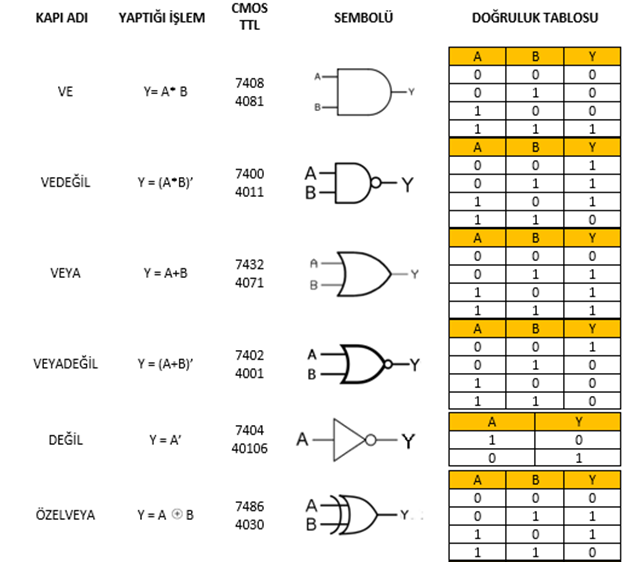 KAPI ADI YAPTIĞI İŞLEM CMOS TTL SEMBOLÜ DOĞRULUK TABLOSU
VE Y= A* B 7408 4081 A B Y
A B Y
0 0 0
0 1 0
1 0 0
1 1 1
VEDEĞİL Y = (A*B)’ 7400 4011 A B Y
A B Y
0 0 1
0 1 1
1 0 1
1 1 0
VEYA Y = A+B 7432 4071 A B Y
A B Y
0 0 0
0 1 1
1 0 1
1 1 1
VEYADEĞİL Y = (A+B)’ 7402 4001 A B Y
A B Y
0 0 1
0 1 0
1 0 0
1 1 0
DEĞİL Y = A’ 7404 40106 A Y
A Y
1 0
0 1
ÖZELVEYA Y = A ⊕ B 7486 4030 A B Y
A B Y
0 0 0
0 1 1
1 0 1
1 1 0